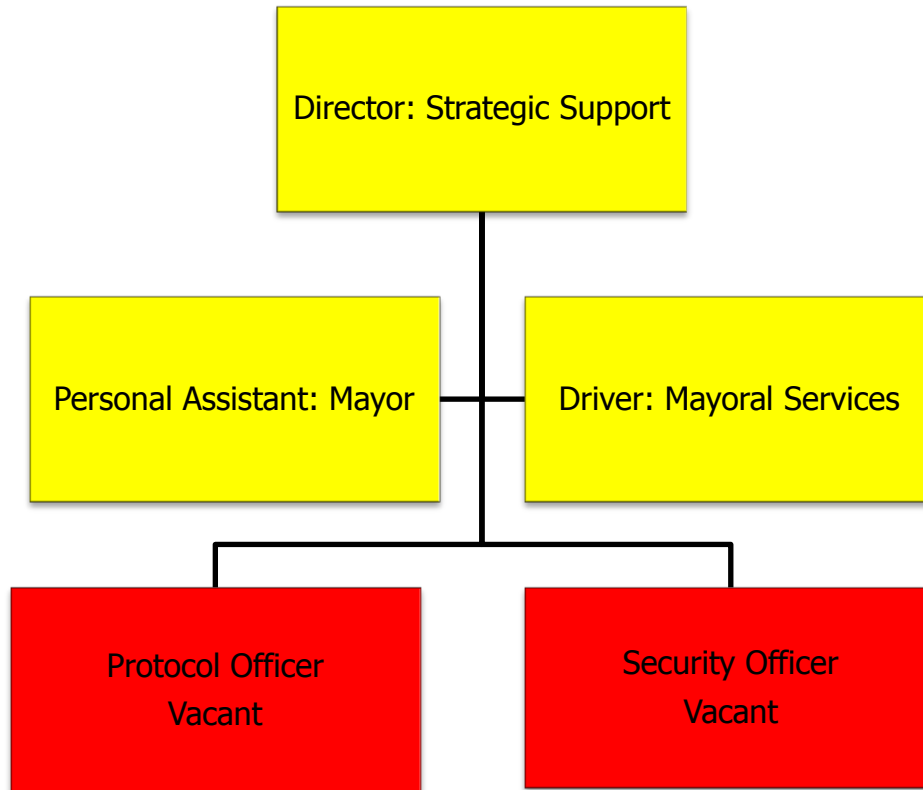 Director: Strategic Support
Personal Assistant: Mayor
Driver: Mayoral Services
Protocol Officer
Vacant
Security Officer
Vacant